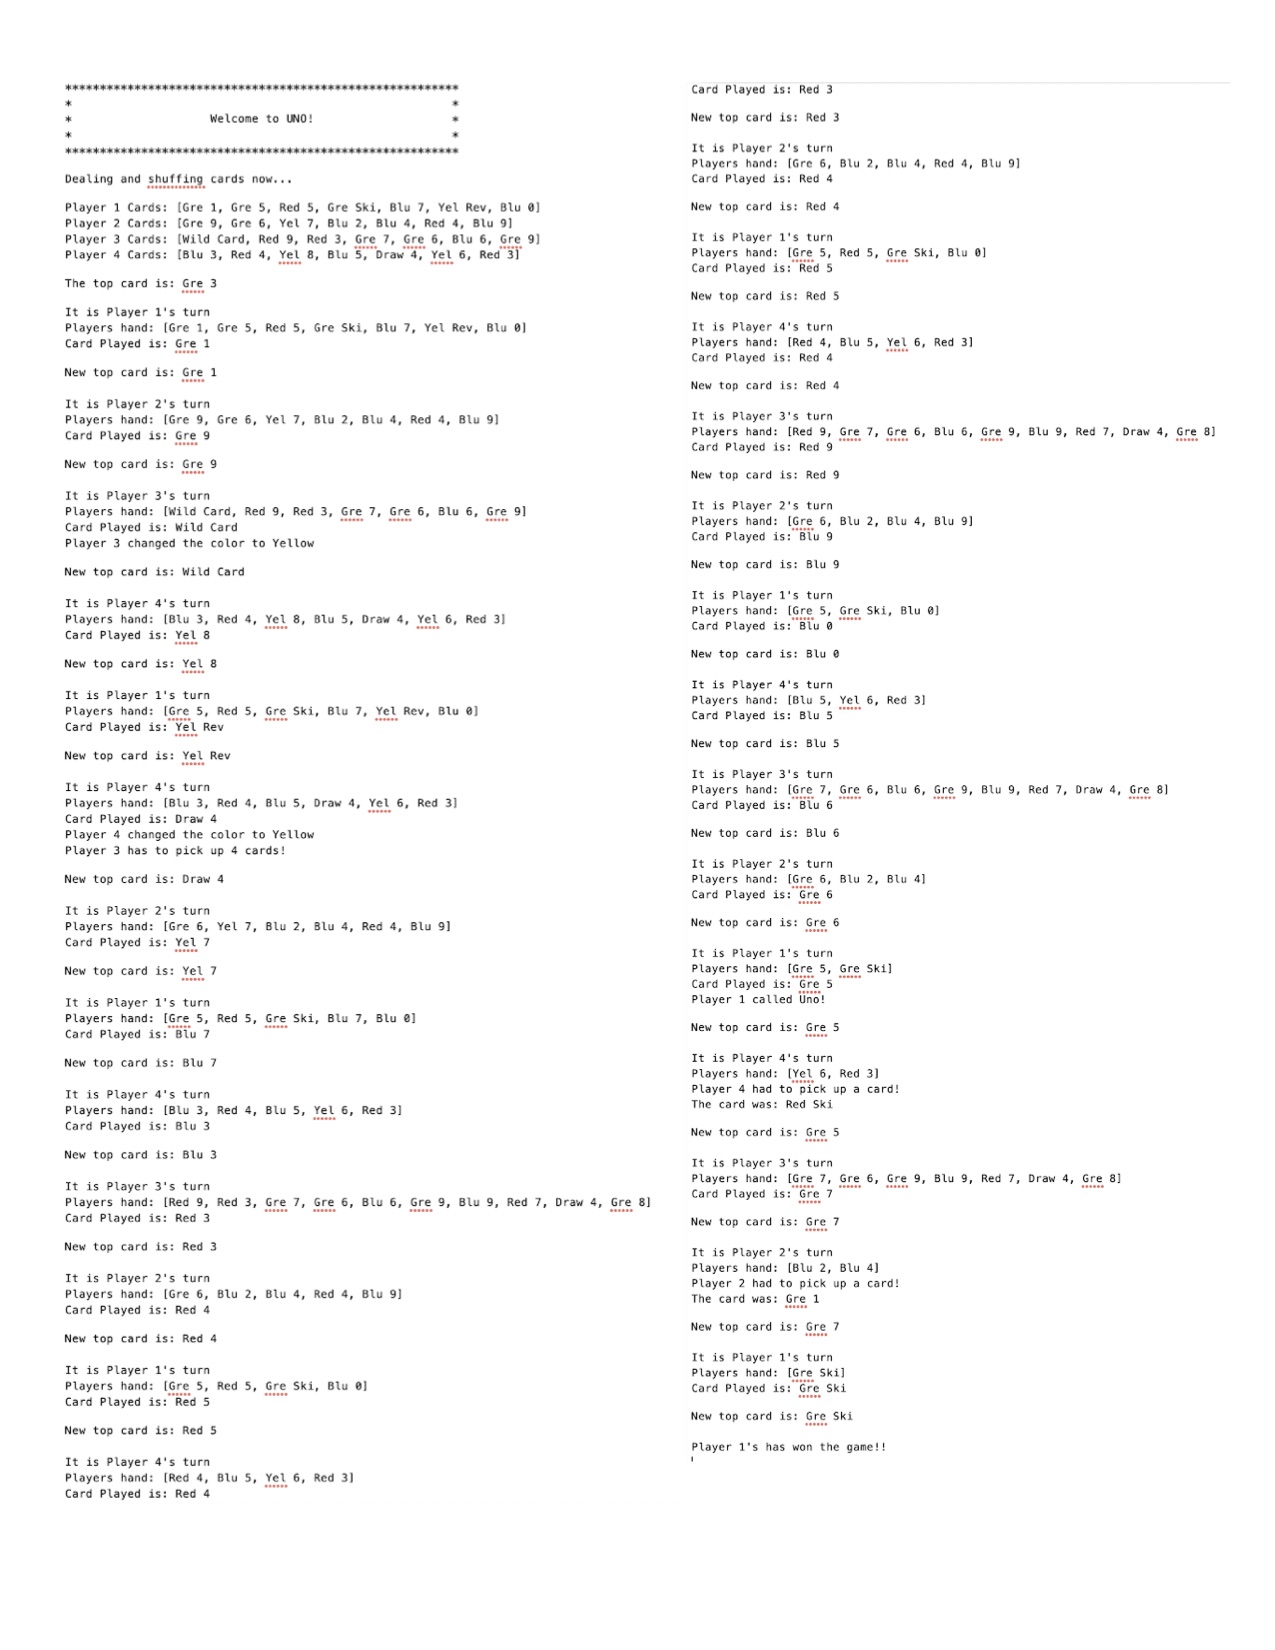 *********************************************************
*                                                       *
*                    Welcome to UNO!                    *
*                                                       *
*********************************************************
Dealing and shuffing cards now...
Player 1 Cards: [Gre 1, Gre 5, Red 5, Gre Ski, Blu 7, Yel Rev, Blu 0]
Player 2 Cards: [Gre 9, Gre 6, Yel 7, Blu 2, Blu 4, Red 4, Blu 9]
Player 3 Cards: [Wild Card, Red 9, Red 3, Gre 7, Gre 6, Blu 6, Gre 9]
Player 4 Cards: [Blu 3, Red 4, Yel 8, Blu 5, Draw 4, Yel 6, Red 3]
The top card is: Gre 3
It is Player 1's turn
Players hand: [Gre 1, Gre 5, Red 5, Gre Ski, Blu 7, Yel Rev, Blu 0]
Card Played is: Gre 1
New top card is: Gre 1
It is Player 2's turn
Players hand: [Gre 9, Gre 6, Yel 7, Blu 2, Blu 4, Red 4, Blu 9]
Card Played is: Gre 9
New top card is: Gre 9
It is Player 3's turn
Players hand: [Wild Card, Red 9, Red 3, Gre 7, Gre 6, Blu 6, Gre 9]
Card Played is: Wild Card
Player 3 changed the color to Yellow
New top card is: Wild Card
It is Player 4's turn
Players hand: [Blu 3, Red 4, Yel 8, Blu 5, Draw 4, Yel 6, Red 3]
Card Played is: Yel 8
New top card is: Yel 8
It is Player 1's turn
Players hand: [Gre 5, Red 5, Gre Ski, Blu 7, Yel Rev, Blu 0]
Card Played is: Yel Rev
New top card is: Yel Rev
It is Player 4's turn
Players hand: [Blu 3, Red 4, Blu 5, Draw 4, Yel 6, Red 3]
Card Played is: Draw 4
Player 4 changed the color to Yellow
Player 3 has to pick up 4 cards!
New top card is: Draw 4
It is Player 2's turn
Players hand: [Gre 6, Yel 7, Blu 2, Blu 4, Red 4, Blu 9]
Card Played is: Yel 7
New top card is: Yel 7
It is Player 1's turn
Players hand: [Gre 5, Red 5, Gre Ski, Blu 7, Blu 0]
Card Played is: Blu 7
New top card is: Blu 7
It is Player 4's turn
Players hand: [Blu 3, Red 4, Blu 5, Yel 6, Red 3]
Card Played is: Blu 3
New top card is: Blu 3
It is Player 3's turn
Players hand: [Red 9, Red 3, Gre 7, Gre 6, Blu 6, Gre 9, Blu 9, Red 7, Draw 4, Gre 8]
Card Played is: Red 3
New top card is: Red 3
It is Player 2's turn
Players hand: [Gre 6, Blu 2, Blu 4, Red 4, Blu 9]
Card Played is: Red 4
New top card is: Red 4
It is Player 1's turn
Players hand: [Gre 5, Red 5, Gre Ski, Blu 0]
Card Played is: Red 5
New top card is: Red 5
It is Player 4's turn
Players hand: [Red 4, Blu 5, Yel 6, Red 3]
Card Played is: Red 4
Card Played is: Red 3
New top card is: Red 3
It is Player 2's turn
Players hand: [Gre 6, Blu 2, Blu 4, Red 4, Blu 9]
Card Played is: Red 4
New top card is: Red 4
It is Player 1's turn
Players hand: [Gre 5, Red 5, Gre Ski, Blu 0]
Card Played is: Red 5
New top card is: Red 5
It is Player 4's turn
Players hand: [Red 4, Blu 5, Yel 6, Red 3]
Card Played is: Red 4
New top card is: Red 4
It is Player 3's turn
Players hand: [Red 9, Gre 7, Gre 6, Blu 6, Gre 9, Blu 9, Red 7, Draw 4, Gre 8]
Card Played is: Red 9
New top card is: Red 9
It is Player 2's turn
Players hand: [Gre 6, Blu 2, Blu 4, Blu 9]
Card Played is: Blu 9
New top card is: Blu 9
It is Player 1's turn
Players hand: [Gre 5, Gre Ski, Blu 0]
Card Played is: Blu 0
New top card is: Blu 0
It is Player 4's turn
Players hand: [Blu 5, Yel 6, Red 3]
Card Played is: Blu 5
New top card is: Blu 5
It is Player 3's turn
Players hand: [Gre 7, Gre 6, Blu 6, Gre 9, Blu 9, Red 7, Draw 4, Gre 8]
Card Played is: Blu 6
New top card is: Blu 6
It is Player 2's turn
Players hand: [Gre 6, Blu 2, Blu 4]
Card Played is: Gre 6
New top card is: Gre 6
It is Player 1's turn
Players hand: [Gre 5, Gre Ski]
Card Played is: Gre 5
Player 1 called Uno!
New top card is: Gre 5
It is Player 4's turn
Players hand: [Yel 6, Red 3]
Player 4 had to pick up a card!
The card was: Red Ski
New top card is: Gre 5
It is Player 3's turn
Players hand: [Gre 7, Gre 6, Gre 9, Blu 9, Red 7, Draw 4, Gre 8]
Card Played is: Gre 7
New top card is: Gre 7
It is Player 2's turn
Players hand: [Blu 2, Blu 4]
Player 2 had to pick up a card!
The card was: Gre 1
New top card is: Gre 7
It is Player 1's turn
Players hand: [Gre Ski]
Card Played is: Gre Ski
New top card is: Gre Ski
Player 1's has won the game!!